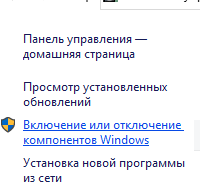 Панель управления —
домашняя страница
Просмотр установленных
обновлений
Включение или отключение
компонентов Windows
Установка новой программы
из сети